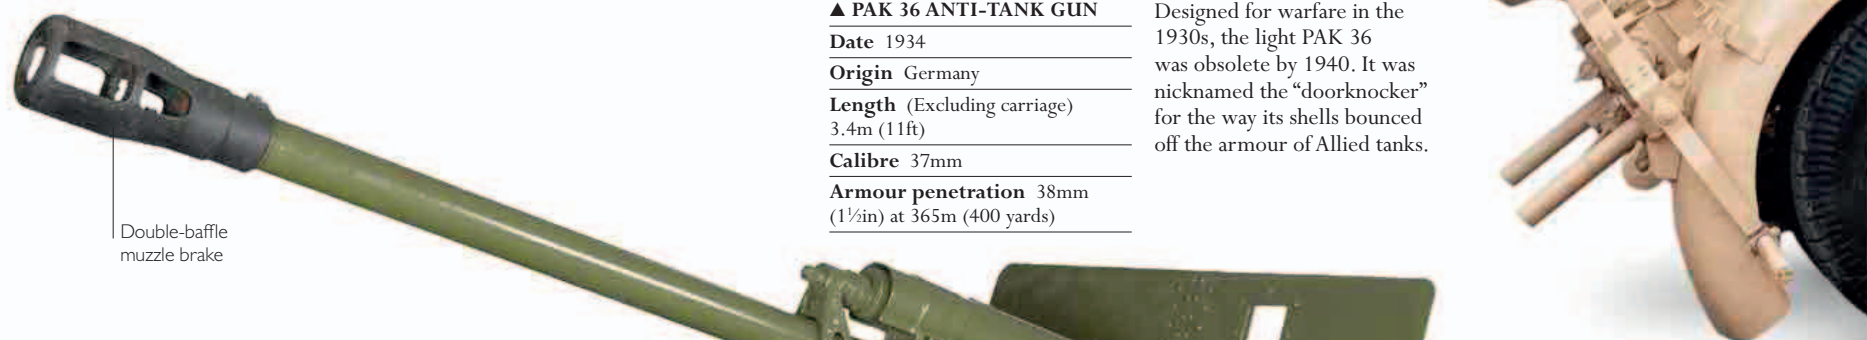 ▲ PAK 36 ANTI-TANK GUN
Date 1934
Origin Germany
Length (Excluding carriage)
3.4m (11ft)
Calibre 37mm
Armour penetration 38mm
(1½in) at 365m (400 yards)
Designed for warfare in the
1930s, the light PAK 36
was obsolete by 1940. It was
nicknamed the “doorknocker”
for the way its shells bounced
off the armour of Allied tanks.
Double-baffle
muzzle brake